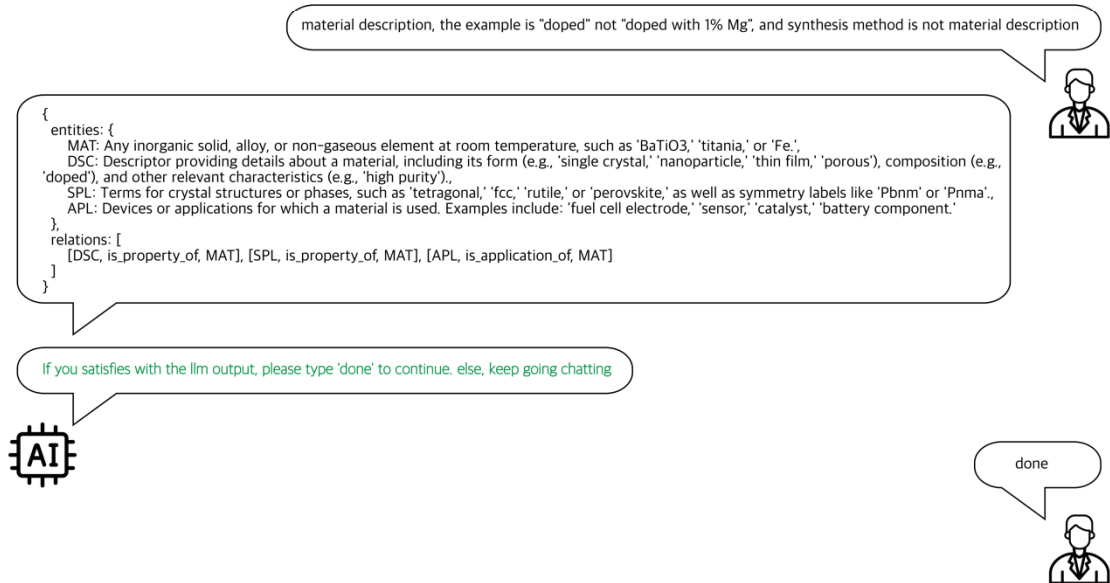 material description, the example is "doped" not "doped with 1% Mg", and synthesis method is not material description
{
entities: {
MAT: Any inorganic solid, alloy, or non-gaseous element at room temperature, such as 'BaTiO3,' 'titania,' or 'Fe.',
DSC: Descriptor providing details about a material, including its form (e.g., 'single crystal,' 'nanoparticle,' 'thin film,' 'porous'), composition (e.g.,
'doped'), and other relevant characteristics (e.g., 'high purity').,
SPL: Terms for crystal structures or phases, such as 'tetragonal,' 'fcc,' 'rutile,' or 'perovskite,' as well as symmetry labels like 'Pbnm' or 'Pnma'.,
APL: Devices or applications for which a material is used. Examples include: 'fuel cell electrode,' 'sensor,' 'catalyst,' 'battery component.'
},
relations: [
[DSC, is_property_of, MAT], [SPL, is_property_of, MAT], [APL, is_application_of, MAT]
]
}
If you satisfies with the llm output, please type 'done' to continue. else, keep going chatting
AI
done